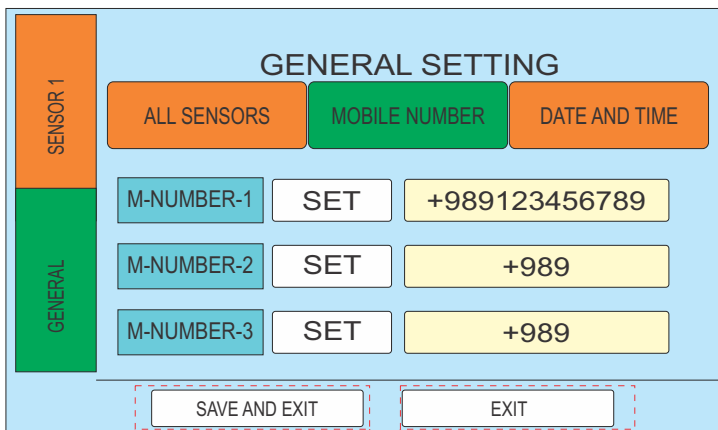 GENERAL SETTING
SENSOR 1
ALL SENSORS MOBILE NUMBER DATE AND TIME
M-NUMBER-1 SET +989123456789
GENERAL
M-NUMBER-2 SET +989
M-NUMBER-3 SET +989
SAVE AND EXIT EXIT